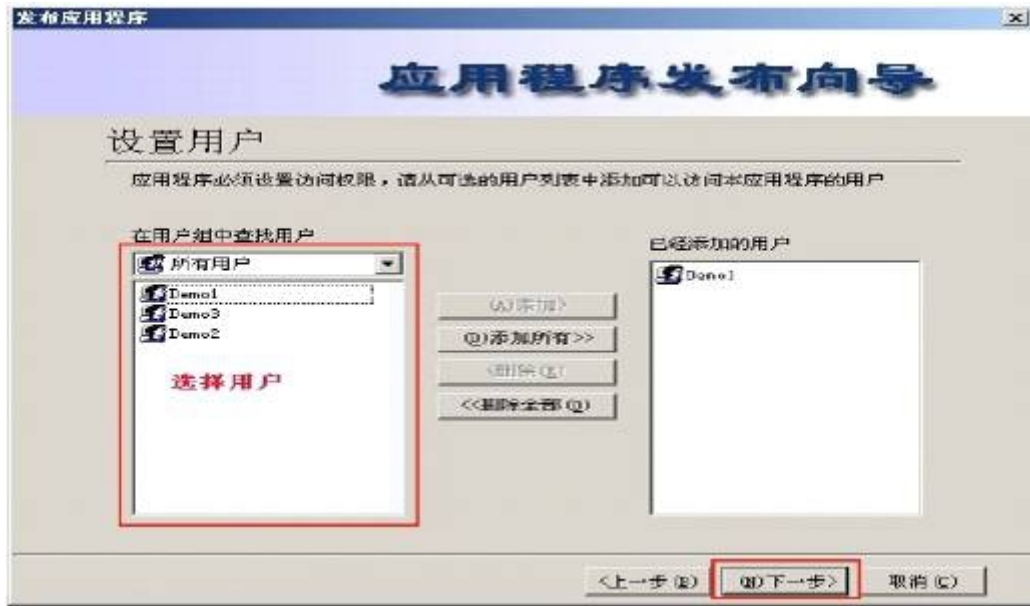 发布应用程序
应用程序发布向导
设置用户
应用程序必须设置访问权限，请从可选的用户列表中添加可以访问本应用程序的用户
在用户组中查找用户
已经添加的用户
所有用户
Demo1
Demo1
Demo3
Demo2
选择用户
(A)添加>
(Q)添加所有>>
<删除(R)
<<删除全部(Q)
<上一步(B)
(N)下一步>
取消(C)